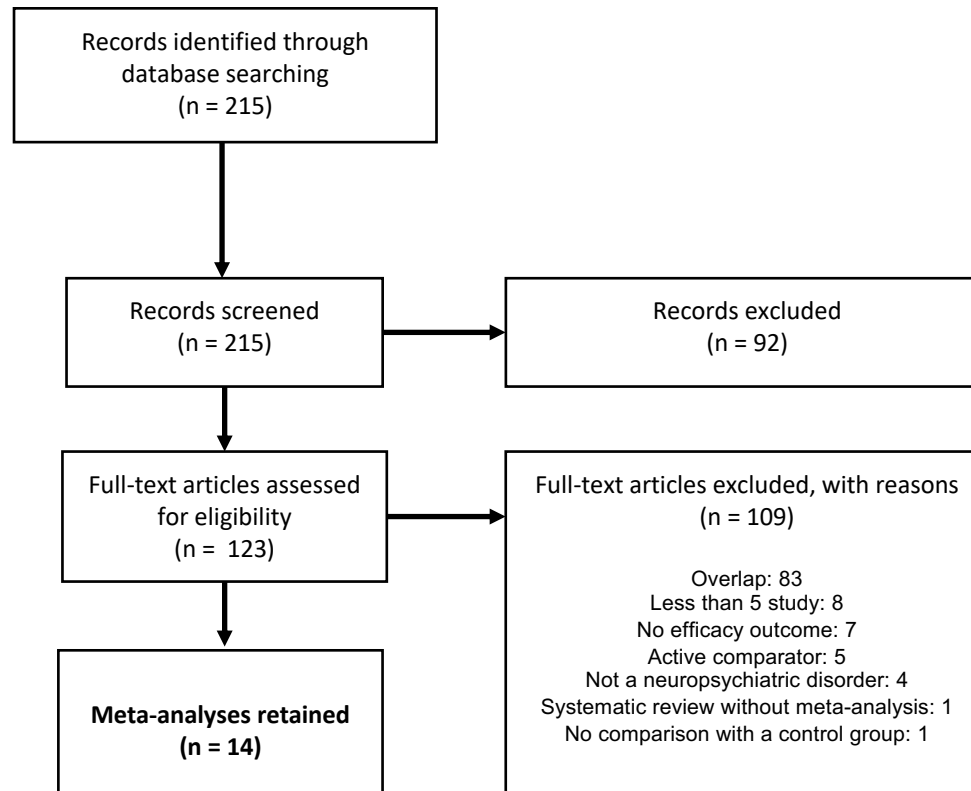 Records identified through
database searching
(n = 215)
Records screened
(n = 215)
Records excluded
(n = 92)
Full-text articles assessed
for eligibility
(n =  123)
Full-text articles excluded, with reasons
(n = 109)
Overlap: 83
Less than 5 study: 8
No efficacy outcome: 7
Active comparator: 5
Not a neuropsychiatric disorder: 4
Systematic review without meta-analysis: 1
No comparison with a control group: 1
Meta-analyses retained
(n = 14)